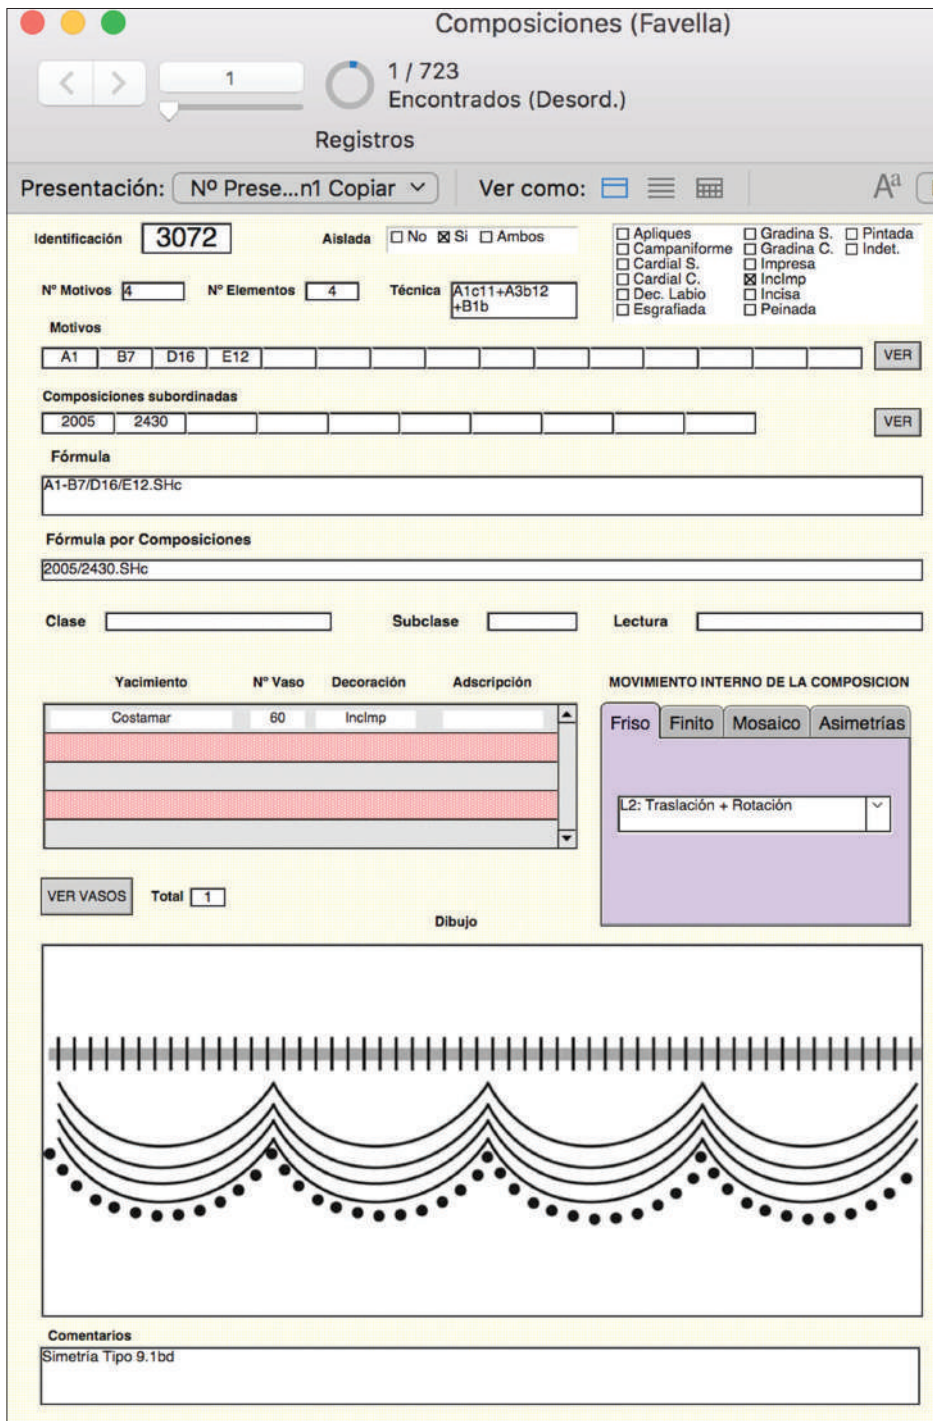 Composiciones (Favella)
1
1 / 723
Encontrados (Desord.)
Registros
Presentación: Nº Prese...n1 Copiar Ver como: Aª
Identificación 3072 Aislada No Si Ambos
Apliques Gradina S. Pintada
Campaniforme Gradina C. Indet.
Cardial S. Impresa
Cardial C. IncImp
Dec. Labio Incisa
Esgrafiada Peinada
Nº Motivos 4 Nº Elementos 4 Técnica A1c11+A3b12
+B1b
Motivos
A1 B7 D16 E12 VER
Composiciones subordinadas
2005 2430 VER
Fórmula
A1-B7/D16/E12.SHc
Fórmula por Composiciones
2005/2430.SHc
Clase Subclase Lectura
Yacimiento Nº Vaso Decoración Adscripción MOVIMIENTO INTERNO DE LA COMPOSICION
Costamar 60 IncImp
Friso Finito Mosaico Asimetrías
L2: Traslación + Rotación
VER VASOS Total 1
Dibujo
Comentarios
Simetría Tipo 9.1bd